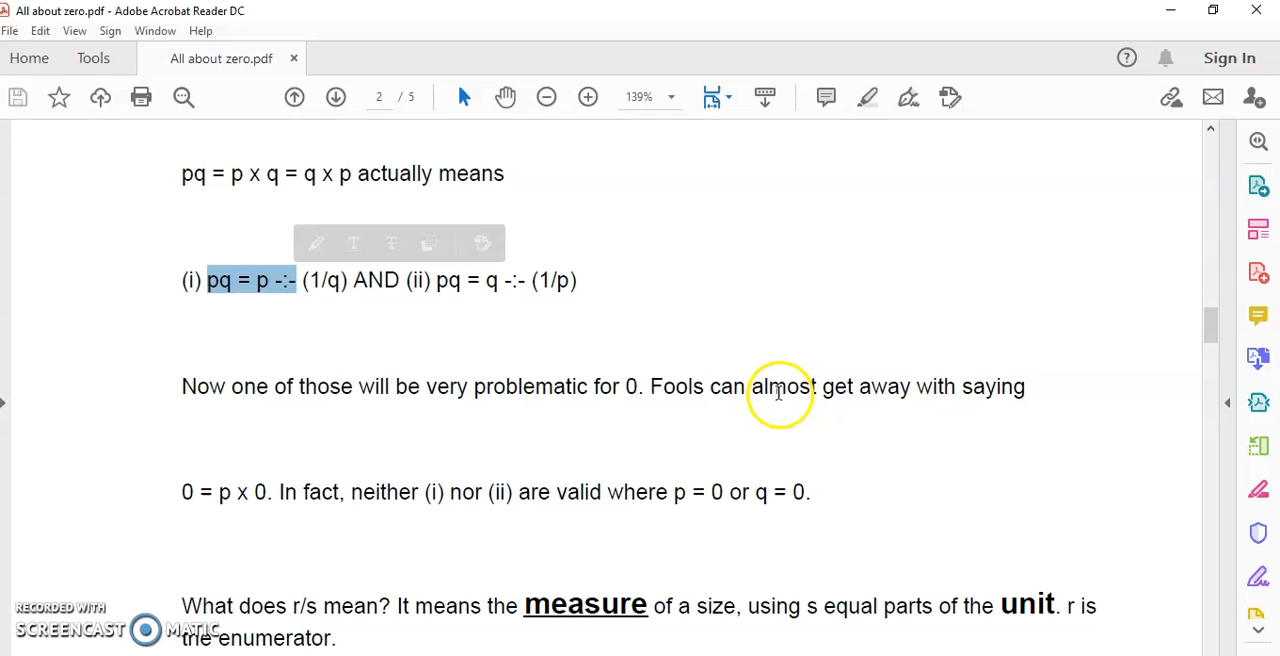 All about zero.pdf - Adobe Acrobat Reader DC
File Edit View Sign Window Help
Home Tools All about zero.pdf × Sign In
2 / 5 139%
pq = p x q = q x p actually means
(i) pq = p -:- (1/q) AND (ii) pq = q -:- (1/p)
Now one of those will be very problematic for 0. Fools can almost get away with saying
0 = p x 0. In fact, neither (i) nor (ii) are valid where p = 0 or q = 0.
What does r/s mean? It means the measure of a size, using s equal parts of the unit. r is
the enumerator.
RECORDED WITH
SCREENCAST MATIC